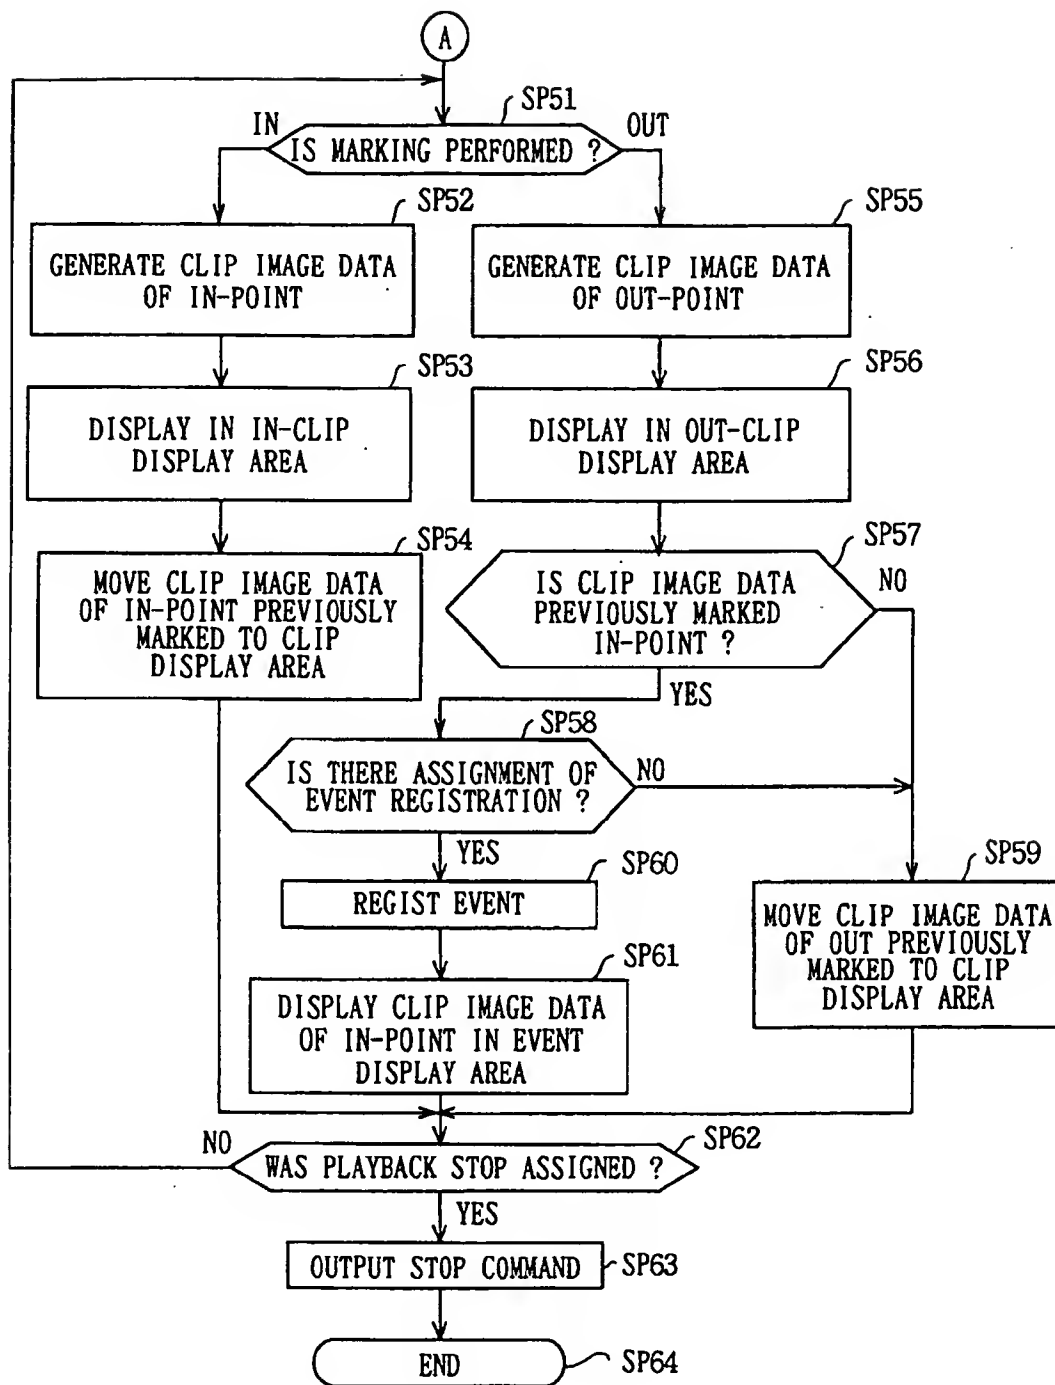 A
SP51
IN
OUT
IS MARKING PERFORMED ?
SP52
GENERATE CLIP IMAGE DATA
OF IN-POINT
SP55
GENERATE CLIP IMAGE DATA
OF OUT-POINT
SP53
DISPLAY IN IN-CLIP
DISPLAY AREA
SP56
DISPLAY IN OUT-CLIP
DISPLAY AREA
SP54
MOVE CLIP IMAGE DATA
OF IN-POINT PREVIOUSLY
MARKED TO CLIP
DISPLAY AREA
SP57
IS CLIP IMAGE DATA
PREVIOUSLY MARKED
IN-POINT ?
NO
YES
SP58
IS THERE ASSIGNMENT OF
EVENT REGISTRATION ?
NO
YES
SP60
REGIST EVENT
SP59
MOVE CLIP IMAGE DATA
OF OUT PREVIOUSLY
MARKED TO CLIP
DISPLAY AREA
SP61
DISPLAY CLIP IMAGE DATA
OF IN-POINT IN EVENT
DISPLAY AREA
NO
SP62
WAS PLAYBACK STOP ASSIGNED ?
YES
OUTPUT STOP COMMAND
SP63
END
SP64